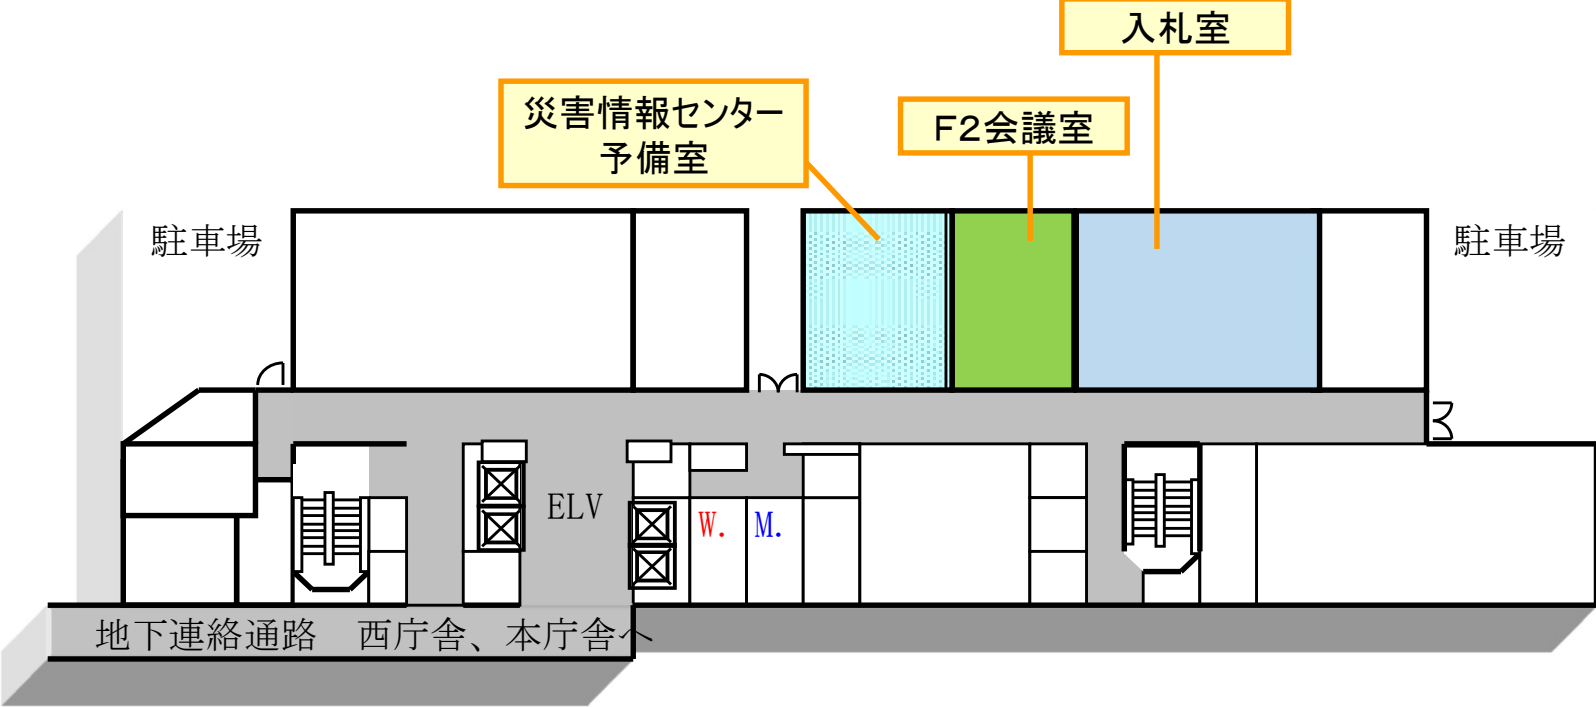 入札室
災害情報センター
予備室
F2会議室
駐車場
駐車場
ELV
W.
M.
地下連絡通路　西庁舎、本庁舎へ